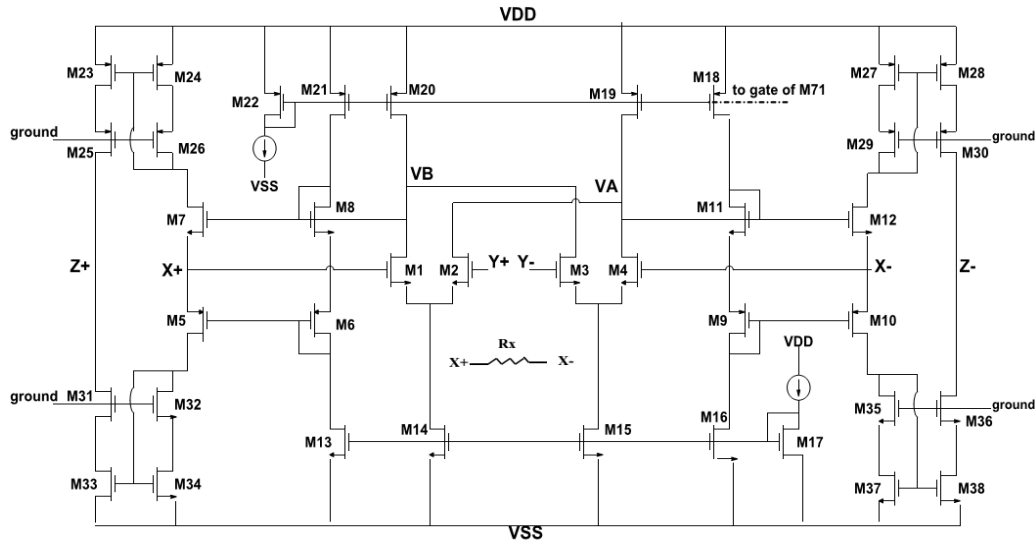 VDD
M23
M24
M22
M21
M20
M19
M18
to gate of M71
M27
M28
ground
M25
M26
VSS
M29
M30
ground
VB
VA
M7
M8
M11
M12
Z+
X+
M1
M2
Y+
Y-
M3
M4
X-
Z-
M5
M6
Rx
X+
X-
M9
M10
VDD
ground
M31
M32
M13
M14
M15
M16
M17
M35
M36
ground
M33
M34
M37
M38
VSS